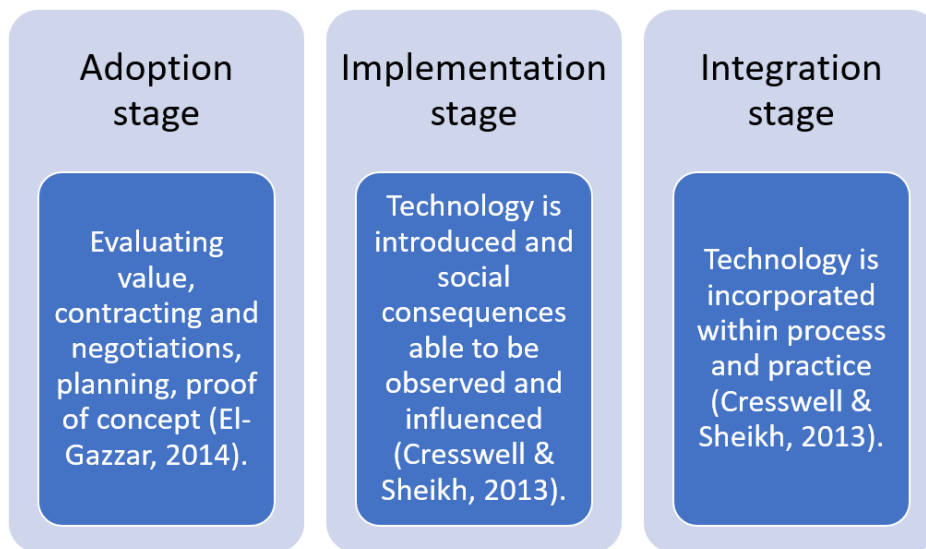 Adoption
stage
Evaluating
value,
contracting and
negotiations,
planning, proof
of concept (El-
Gazzar, 2014).
Implementation
stage
Technology is
introduced and
social
consequences
able to be
observed and
influenced
(Cresswell &
Sheikh, 2013).
Integration
stage
Technology is
incorporated
within process
and practice
(Cresswell &
Sheikh, 2013).